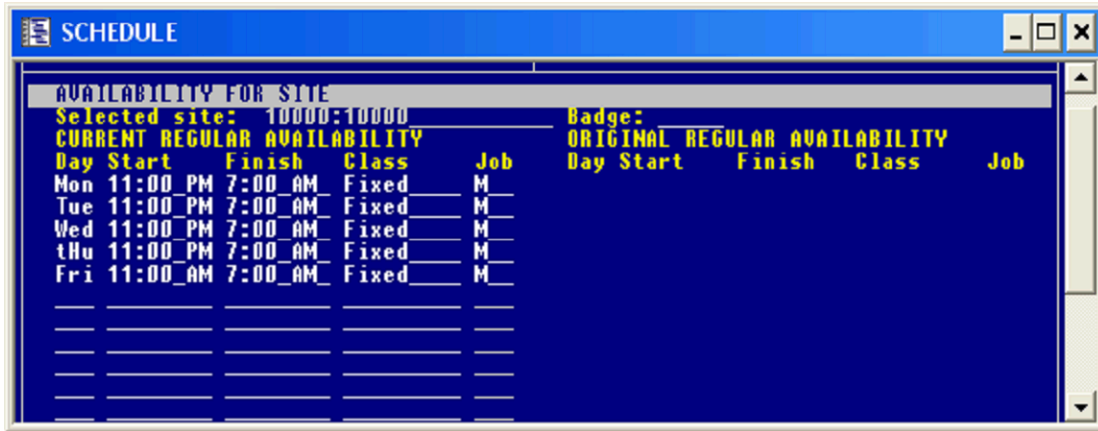 SCHEDULE
AVAILABILITY FOR SITE
Selected site: 10000:10000____________ Badge: _____
CURRENT REGULAR AVAILABILITY ORIGINAL REGULAR AVAILABILITY
Day Start Finish Class Job Day Start Finish Class Job
Mon 11:00_PM 7:00_AM_ Fixed____ M__
Tue 11:00_PM 7:00_AM_ Fixed____ M__
Wed 11:00_PM 7:00_AM_ Fixed____ M__
tHu 11:00_PM 7:00_AM_ Fixed____ M__
Fri 11:00_AM 7:00_AM_ Fixed____ M__